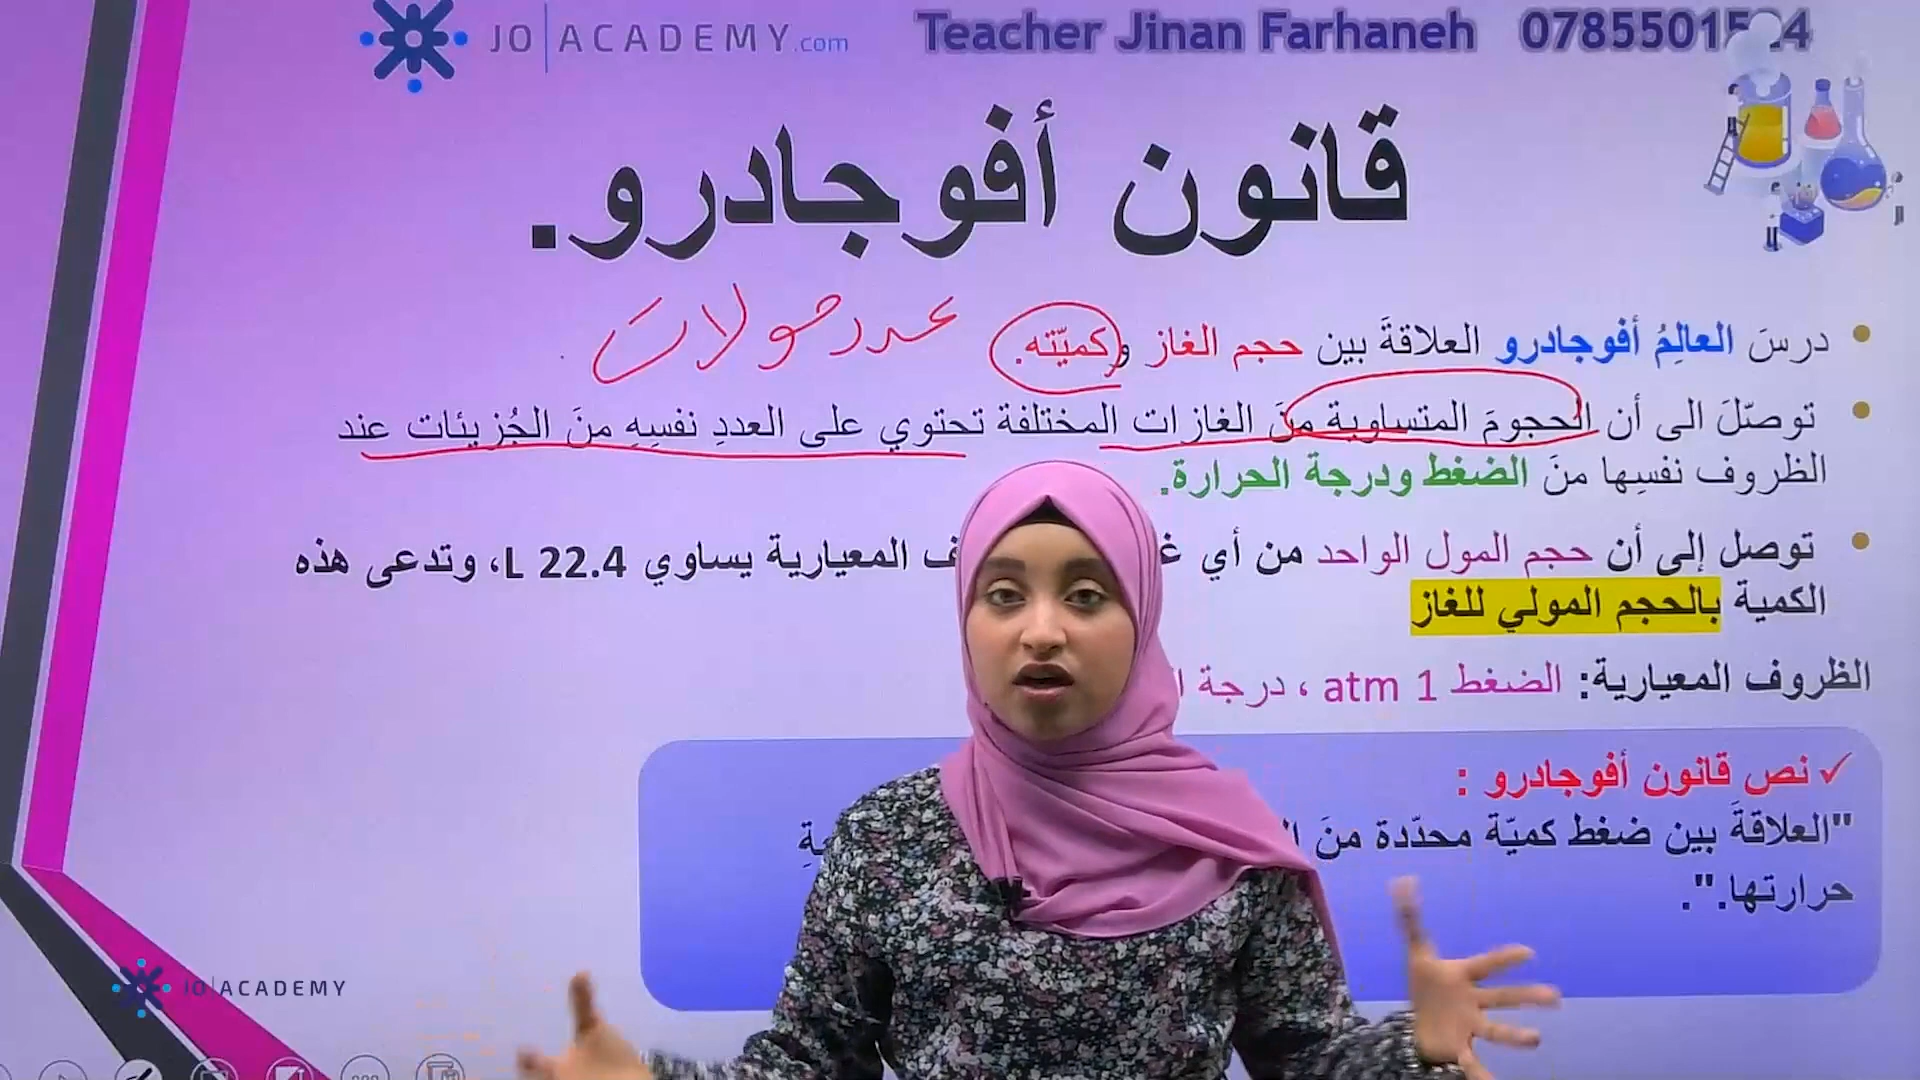 JO ACADEMY.com
Teacher Jinan Farhaneh
قانون أفوجادرو.
درسَ العالِمُ أفوجادرو العلاقةَ بين حجم الغاز وكميّته.
عدد مولات
توصّلَ الى أن الحجومَ المتساوية منَ الغازات المختلفة تحتوي على العددِ نفسِهِ منَ الجُزيئات عند
الظروف نفسِها منَ الضغط ودرجة الحرارة.
توصل إلى أن حجم المول الواحد من أي المعيارية يساوي 22.4 L، وتدعى هذه
الكمية بالحجم المولي للغاز
الظروف المعيارية: الضغط 1 atm ، درجة
✓ نص قانون أفوجادرو :
"العلاقةَ بين ضغط كميّة محدّدة منَ
حرارتها.".
JO ACADEMY